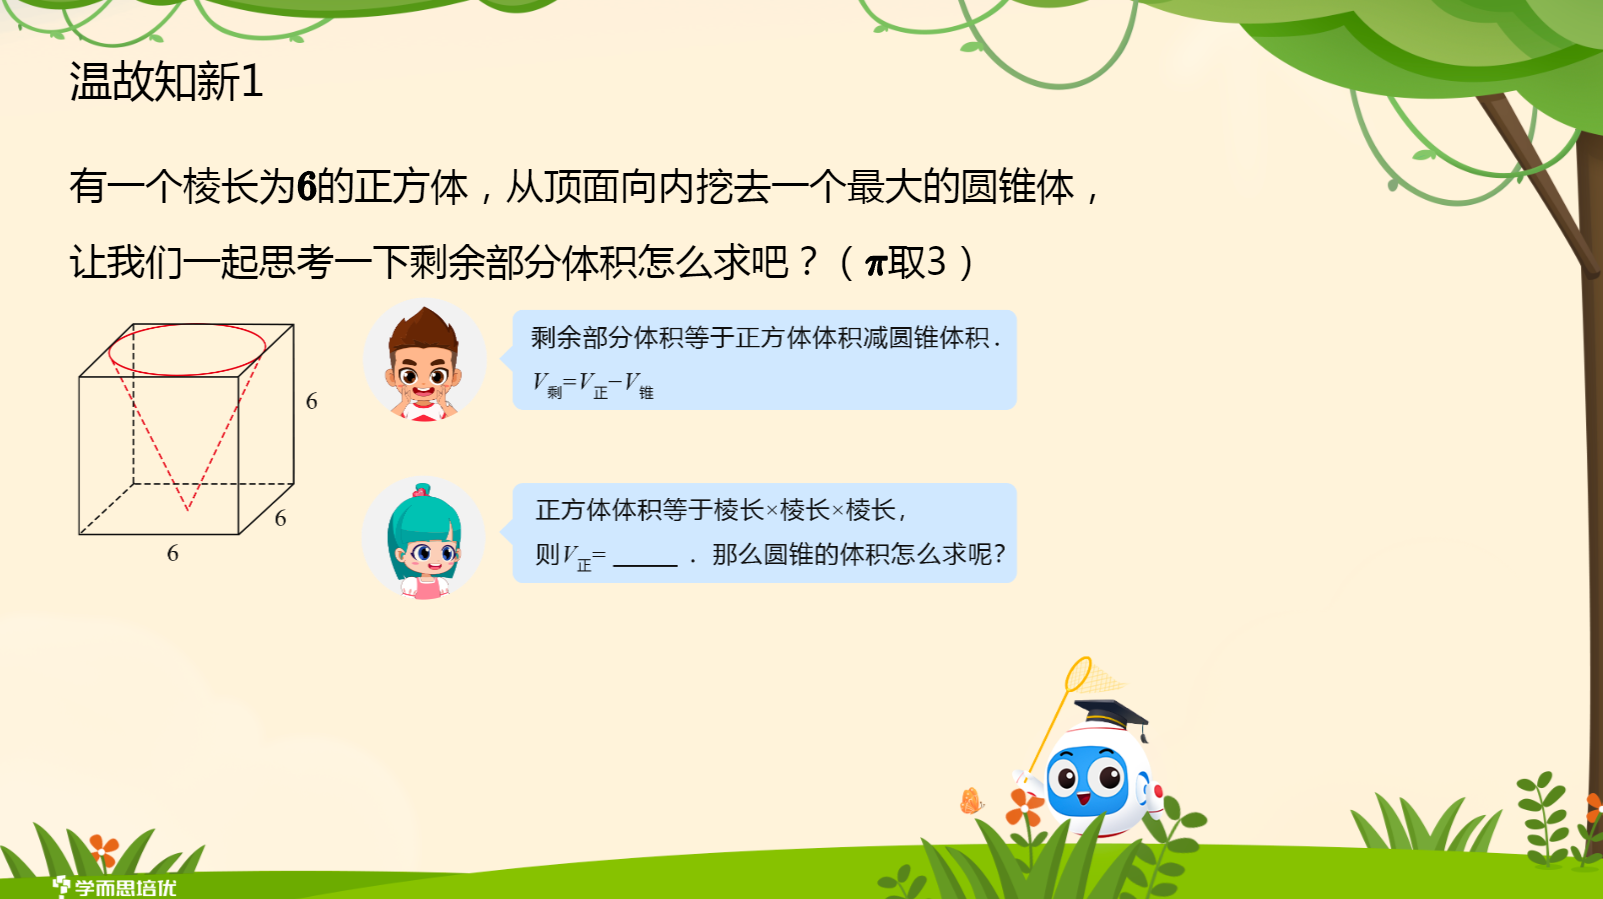 温故知新1
有一个棱长为6的正方体，从顶面向内挖去一个最大的圆锥体，
让我们一起思考一下剩余部分体积怎么求吧？（π取3）
剩余部分体积等于正方体体积减圆锥体积．
V剩=V正−V锥
6
正方体体积等于棱长×棱长×棱长，
则V正= _____ ．那么圆锥的体积怎么求呢？
6
6
学而思培优